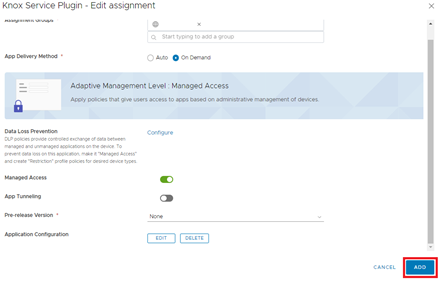 Knox Service Plugin - Edit assignment
Assignment Groups
Start typing to add a group
App Delivery Method *
Auto
On Demand
Adaptive Management Level : Managed Access
Apply policies that give users access to apps based on administrative management of devices.
Data Loss Prevention
Configure
DLP policies provide controlled exchange of data between
managed and unmanaged applications on the device. To
prevent data loss on this application, make it "Managed Access"
and create "Restriction" profile policies for desired device types.
Managed Access
App Tunneling
Pre-release Version *
None
Application Configuration
EDIT
DELETE
CANCEL
ADD